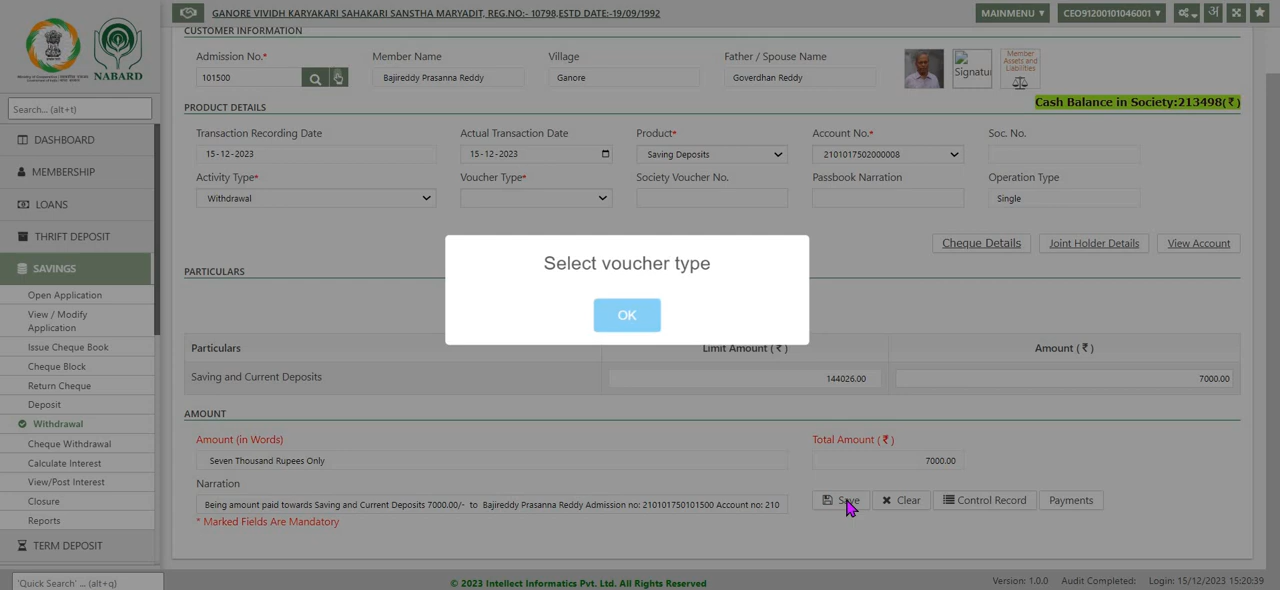 GANORE VIVIDH KARYAKARI SAHAKARI SANSTHA MARYADIT, REG.NO:- 10798,ESTD DATE:-19/09/1992
MAINMENU ▼
CEO91200101046001 ▼
अ
NABARD
Search... (alt+t)
DASHBOARD
MEMBERSHIP
LOANS
THRIFT DEPOSIT
SAVINGS
Open Application
View / Modify
Application
Issue Cheque Book
Cheque Block
Return Cheque
Deposit
Withdrawal
Cheque Withdrawal
Calculate Interest
View/Post Interest
Closure
Reports
TERM DEPOSIT
'Quick Search' ... (alt+q)
CUSTOMER INFORMATION
Admission No.* Member Name Village Father / Spouse Name
101500 Bajireddy Prasanna Reddy Ganore Goverdhan Reddy
Signatu
Member
Assets and
Liabilities
Cash Balance in Society:213498(₹)
PRODUCT DETAILS
Transaction Recording Date Actual Transaction Date Product* Account No.* Soc. No.
15-12-2023 15-12-2023 Saving Deposits 2101017502000008
Activity Type* Voucher Type* Society Voucher No. Passbook Narration Operation Type
Withdrawal Single
Cheque Details Joint Holder Details View Account
Select voucher type
OK
PARTICULARS
Particulars Limit Amount ( ₹ ) Amount ( ₹ )
Saving and Current Deposits 144026.00 7000.00
AMOUNT
Amount (in Words) Total Amount ( ₹ )
Seven Thousand Rupees Only 7000.00
Narration
Being amount paid towards Saving and Current Deposits 7000.00/- to Bajireddy Prasanna Reddy Admission no: 210101750101500 Account no: 210
Save Clear Control Record Payments
* Marked Fields Are Mandatory
© 2023 Intellect Informatics Pvt. Ltd. All Rights Reserved
Version: 1.0.0 Audit Completed: Login: 15/12/2023 15:20:39